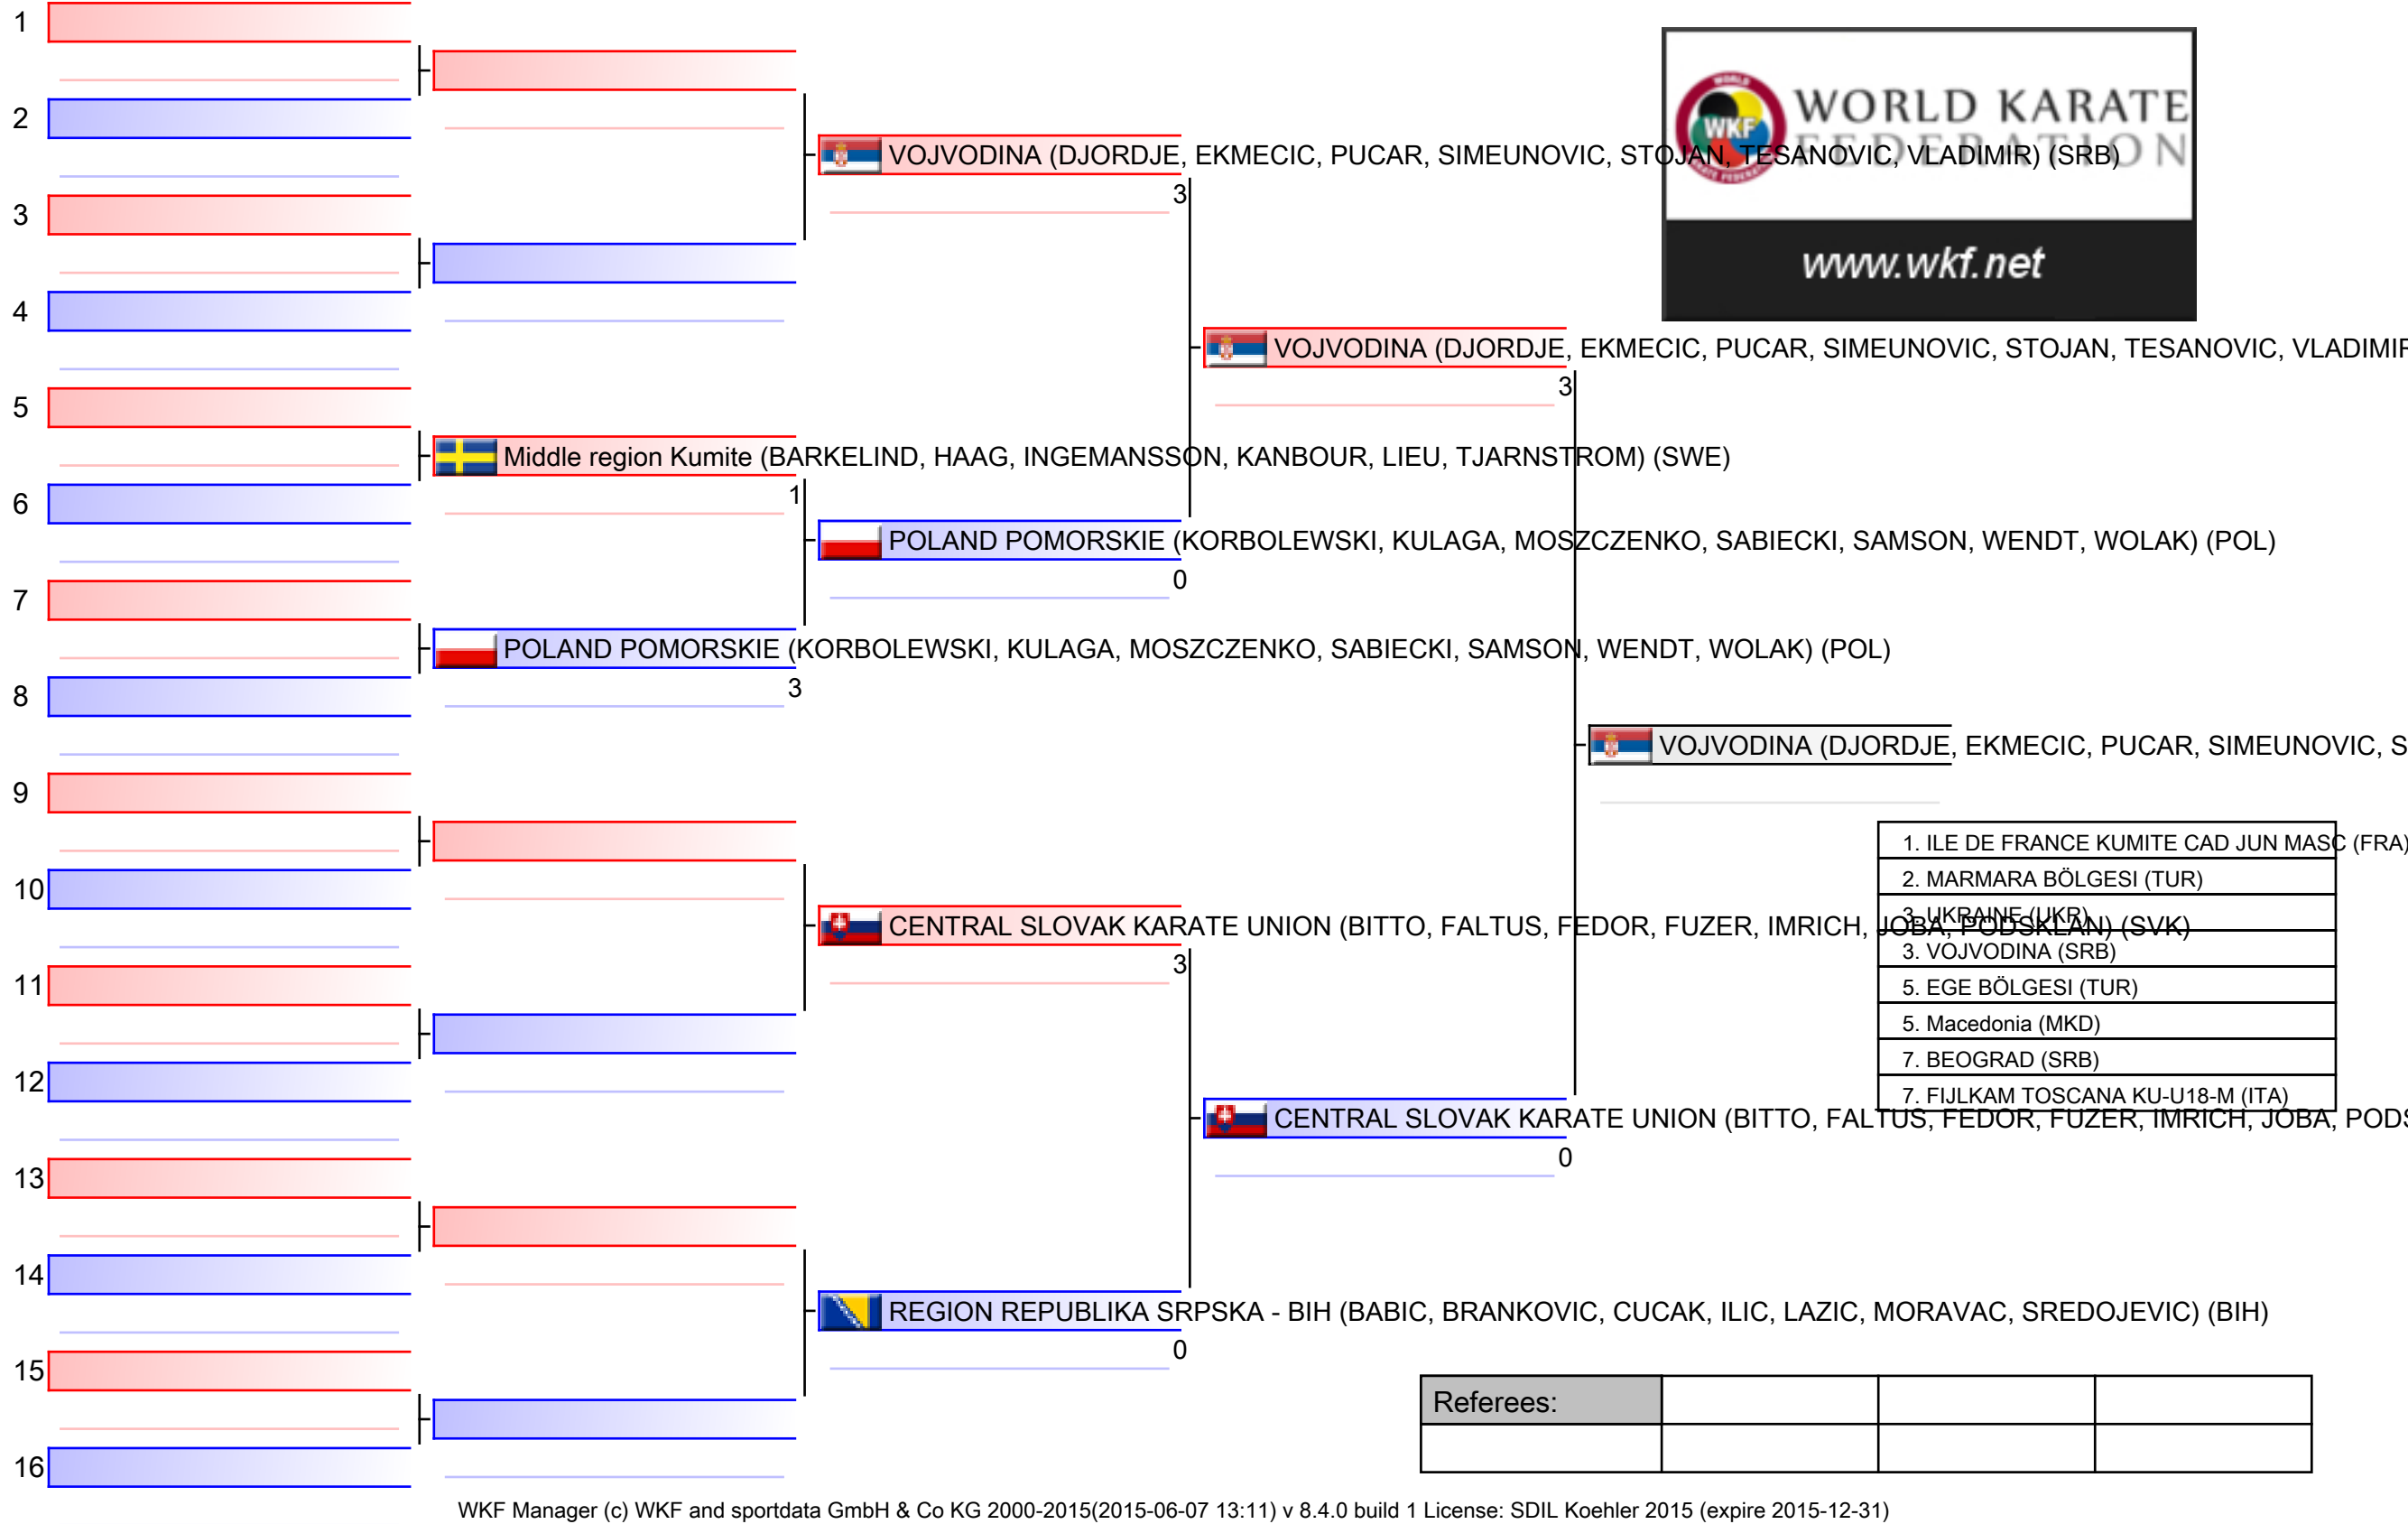 1
2
3
4
5
6
7
8
9
10
11
12
13
14
15
16
Middle region Kumite (BARKELIND, HAAG, INGEMANSSON, KANBOUR, LIEU, TJARNSTROM) (SWE)
1
POLAND POMORSKIE (KORBOLEWSKI, KULAGA, MOSZCZENKO, SABIECKI, SAMSON, WENDT, WOLAK) (POL)
3
VOJVODINA (DJORDJE, EKMECIC, PUCAR, SIMEUNOVIC, STOJAN, TESANOVIC, VLADIMIR) (SRB)
3
POLAND POMORSKIE (KORBOLEWSKI, KULAGA, MOSZCZENKO, SABIECKI, SAMSON, WENDT, WOLAK) (POL)
0
CENTRAL SLOVAK KARATE UNION (BITTO, FALTUS, FEDOR, FUZER, IMRICH, JOBA, PODSKLAN) (SVK)
3
REGION REPUBLIKA SRPSKA - BIH (BABIC, BRANKOVIC, CUCAK, ILIC, LAZIC, MORAVAC, SREDOJEVIC) (BIH)
0
VOJVODINA (DJORDJE, EKMECIC, PUCAR, SIMEUNOVIC, STOJAN, TESANOVIC, VLADIMIR
3
CENTRAL SLOVAK KARATE UNION (BITTO, FALTUS, FEDOR, FUZER, IMRICH, JOBA, PODS
0
VOJVODINA (DJORDJE, EKMECIC, PUCAR, SIMEUNOVIC, S
WKF
WORLD KARATE
FEDERATION
www.wkf.net
1. ILE DE FRANCE KUMITE CAD JUN MASC (FRA)
2. MARMARA BÖLGESI (TUR)
3. UKRAINE (UKR)
3. VOJVODINA (SRB)
5. EGE BÖLGESI (TUR)
5. Macedonia (MKD)
7. BEOGRAD (SRB)
7. FIJLKAM TOSCANA KU-U18-M (ITA)
Referees:
WKF Manager (c) WKF and sportdata GmbH & Co KG 2000-2015(2015-06-07 13:11) v 8.4.0 build 1 License: SDIL Koehler 2015 (expire 2015-12-31)